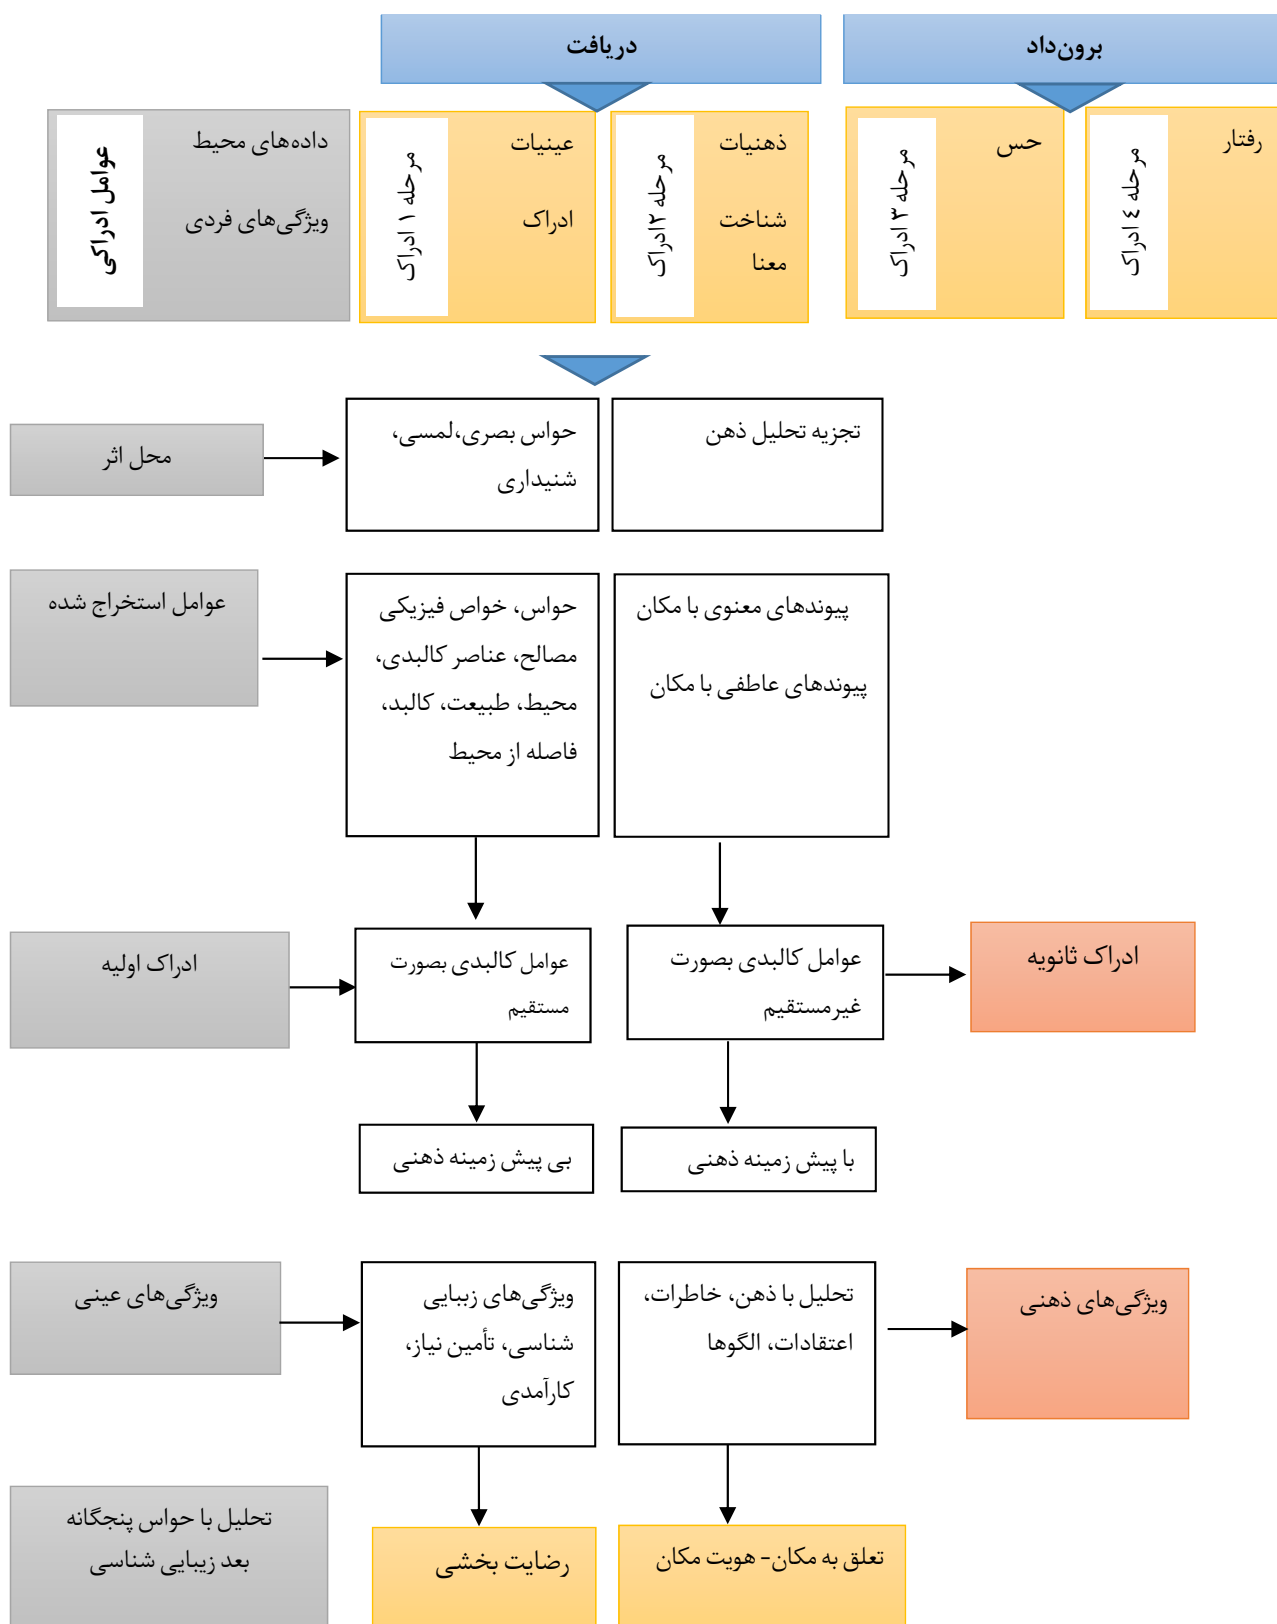 برون‌داد
دریافت
رفتار
مرحله ٤ ادراک
حس
مرحله ٣ ادراک
ذهنیات
شناخت
معنا
مرحله ٢ادراک
عینیات
ادراک
مرحله ١ ادراک
داده‌های محیط
ویژگی‌های فردی
عوامل ادراکی
تجزیه تحلیل ذهن
حواس بصری،لمسی،
شنیداری
محل اثر
پیوندهای معنوی با مکان
پیوندهای عاطفی با مکان
حواس، خواص فیزیکی
مصالح، عناصر کالبدی،
محیط، طبیعت، کالبد،
فاصله از محیط
عوامل استخراج شده
ادراک ثانویه
عوامل کالبدی بصورت
غیرمستقیم
عوامل کالبدی بصورت
مستقیم
ادراک اولیه
با پیش زمینه ذهنی
بی پیش زمینه ذهنی
ویژگی‌های ذهنی
تحلیل با ذهن، خاطرات،
اعتقادات، الگوها
ویژگی‌های زیبایی
شناسی، تأمین نیاز،
کارآمدی
ویژگی‌های عینی
تعلق به مکان- هویت مکان
رضایت بخشی
تحلیل با حواس پنجگانه
بعد زیبایی شناسی